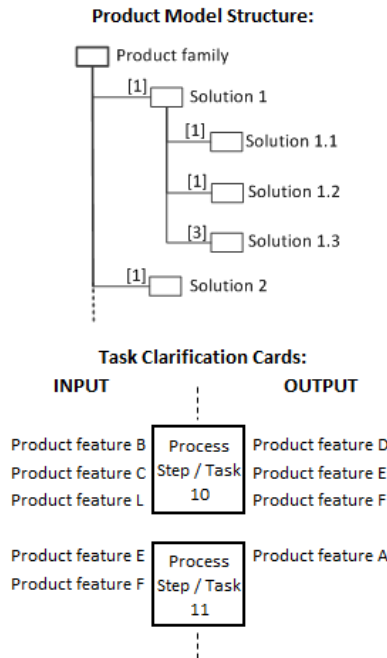 Product Model Structure:
Product family
[1]
Solution 1
[1]
Solution 1.1
[1]
Solution 1.2
[3]
Solution 1.3
[1]
Solution 2
Task Clarification Cards:
INPUT
OUTPUT
Product feature B
Product feature C
Product feature L
Process
Step / Task
10
Product feature D
Product feature E
Product feature F
Product feature E
Product feature F
Process
Step / Task
11
Product feature A